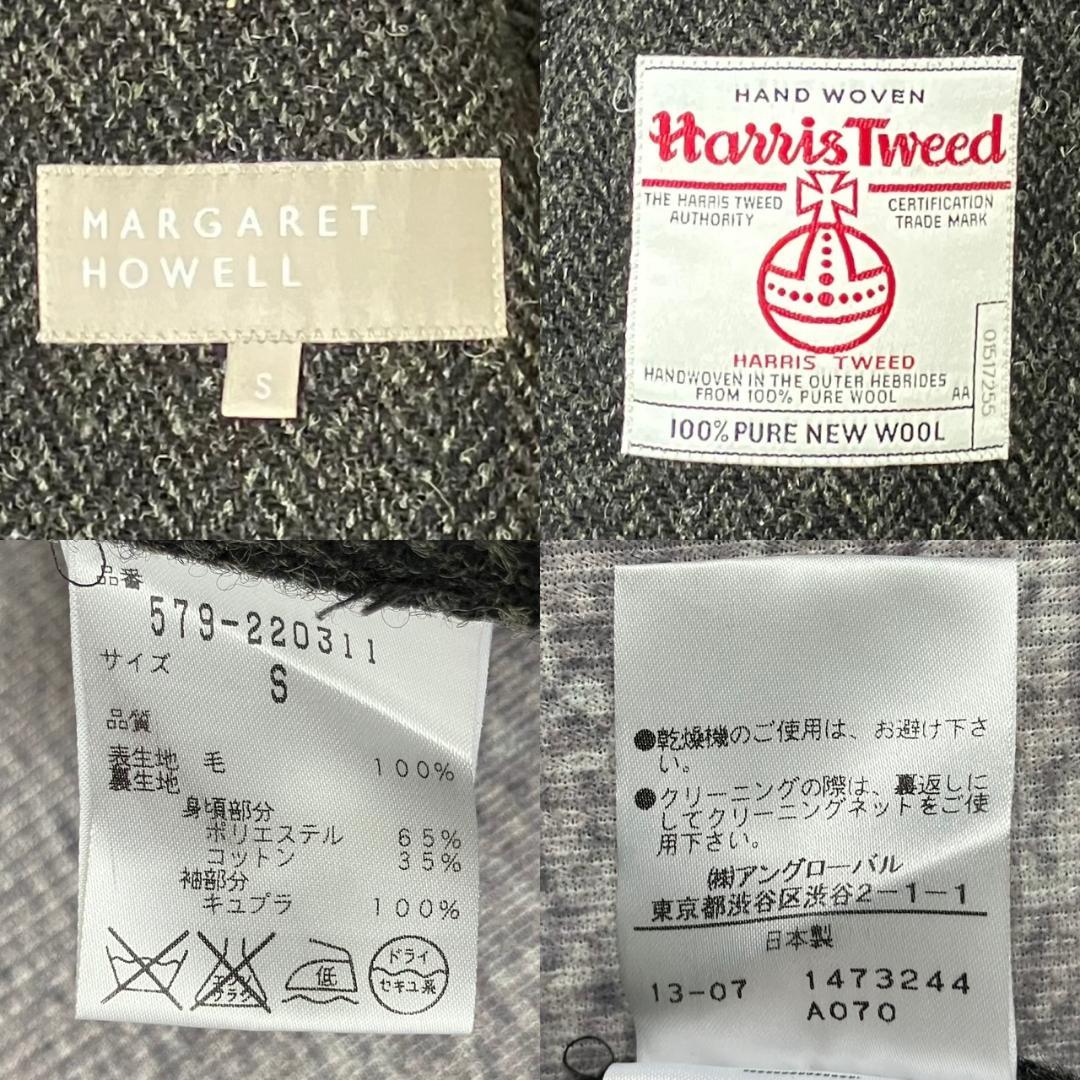 MARGARET
HOWELL
S
HAND WOVEN
Harris Tweed
THE HARRIS TWEED
AUTHORITY
CERTIFICATION
TRADE MARK
HARRIS TWEED
HANDWOVEN IN THE OUTER HEBRIDES
FROM 100% PURE WOOL
AA
01517255
100% PURE NEW WOOL
品番
579-220311
サイズ
S
品質
表生地 毛 100%
裏生地
身頃部分
ポリエステル 65%
コットン 35%
袖部分
キュプラ 100%
エンソ
サラシ
低
ドライ
セキユ系
●乾燥機のご使用は、お避け下さ
い。
●クリーニングの際は、裏返しに
してクリーニングネットをご使
用下さい。
㈱アングローバル
東京都渋谷区渋谷2-1-1
日本製
13-07 1473244
A070